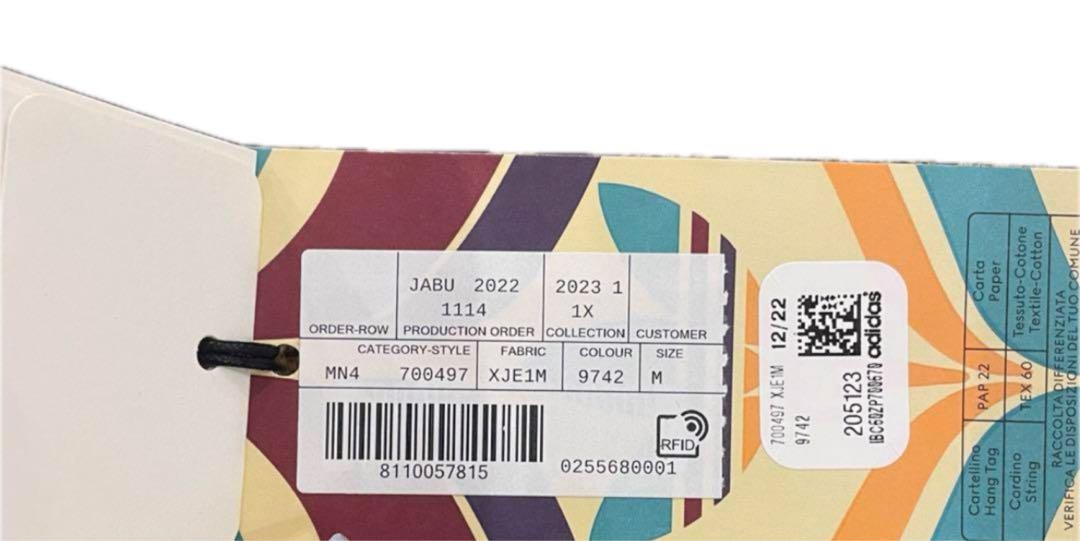 JABU 2022
1114
2023 1
1X
ORDER-ROW
PRODUCTION ORDER
COLLECTION
CUSTOMER
CATEGORY-STYLE
FABRIC
COLOUR
SIZE
MN4 700497
XJE1M
9742
M
8110057815
RFID
0255680001
700497 XJE1M
12/22
9742
adidas
205123
Cartellino
Hang Tag
PAP 22
Carta
Paper
Cordino
String
TEX 60
Tessuto-Cotone
Textile-Cotton
RACCOLTA DIFFERENZIATA
VERIFICA LE DISPOSIZIONI DEL TUO COMUNE